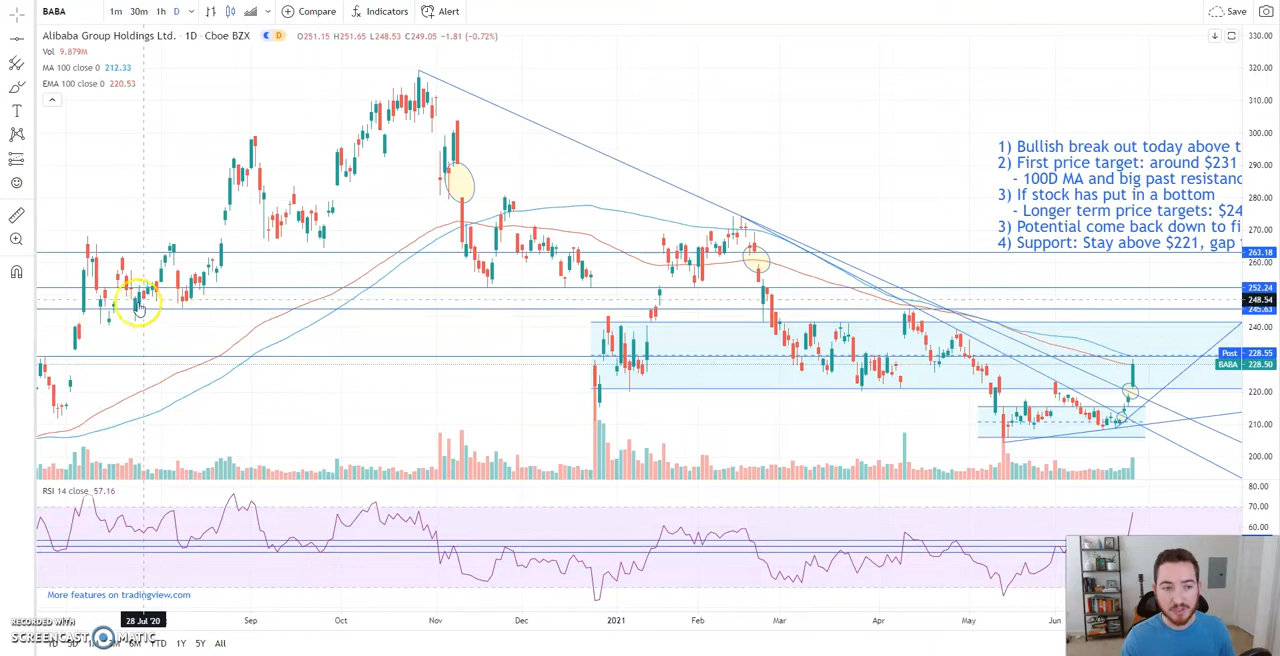 BABA 1m 30m 1h D Compare Indicators Alert Save
Alibaba Group Holdings Ltd. · 1D · Cboe BZX D O251.15 H251.65 L248.53 C249.05 −1.81 (−0.72%)
Vol 9.879M
MA 100 close 0 212.33
EMA 100 close 0 220.53
1) Bullish break out today above t
2) First price target: around $231
- 100D MA and big past resistanc
3) If stock has put in a bottom
- Longer term price targets: $24
3) Potential come back down to fi
4) Support: Stay above $221, gap
330.00
320.00
310.00
300.00
290.00
280.00
270.00
263.18
260.00
252.24
248.54
245.63
240.00
Post 228.55
BABA 228.50
220.00
210.00
200.00
RSI 14 close 57.16
80.00
70.00
60.00
More features on tradingview.com
28 Jul '20 Sep Oct Nov Dec 2021 Feb Mar Apr May Jun
RECORDED WITH
SCREENCAST MATIC
1D 5D 1M 3M 6M YTD 1Y 5Y All